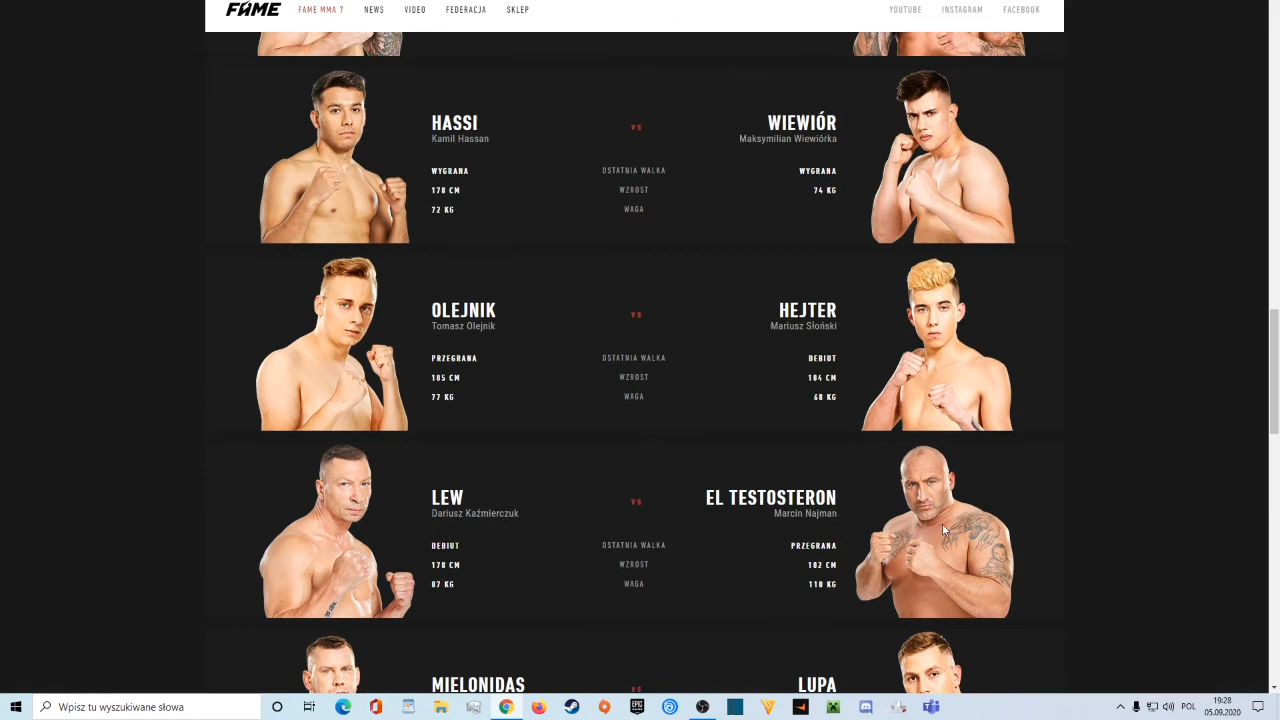 FAME FAME MMA 7 NEWS VIDEO FEDERACJA SKLEP YOUTUBE INSTAGRAM FACEBOOK
HASSI VS WIEWIÓR
Kamil Hassan Maksymilian Wiewiórka
WYGRANA OSTATNIA WALKA WYGRANA
178 CM WZROST 74 KG
72 KG WAGA
OLEJNIK VS HEJTER
Tomasz Olejnik Mariusz Słoński
PRZEGRANA OSTATNIA WALKA DEBIUT
185 CM WZROST 184 CM
77 KG WAGA 68 KG
LEW VS EL TESTOSTERON
Dariusz Kaźmierczuk Marcin Najman
DEBIUT OSTATNIA WALKA PRZEGRANA
178 CM WZROST 182 CM
87 KG WAGA 110 KG
MIELONIDAS VS LUPA
Wpisz tu wyszukiwane słowa
EPIC GAMES
POL
19:28
05.09.2020